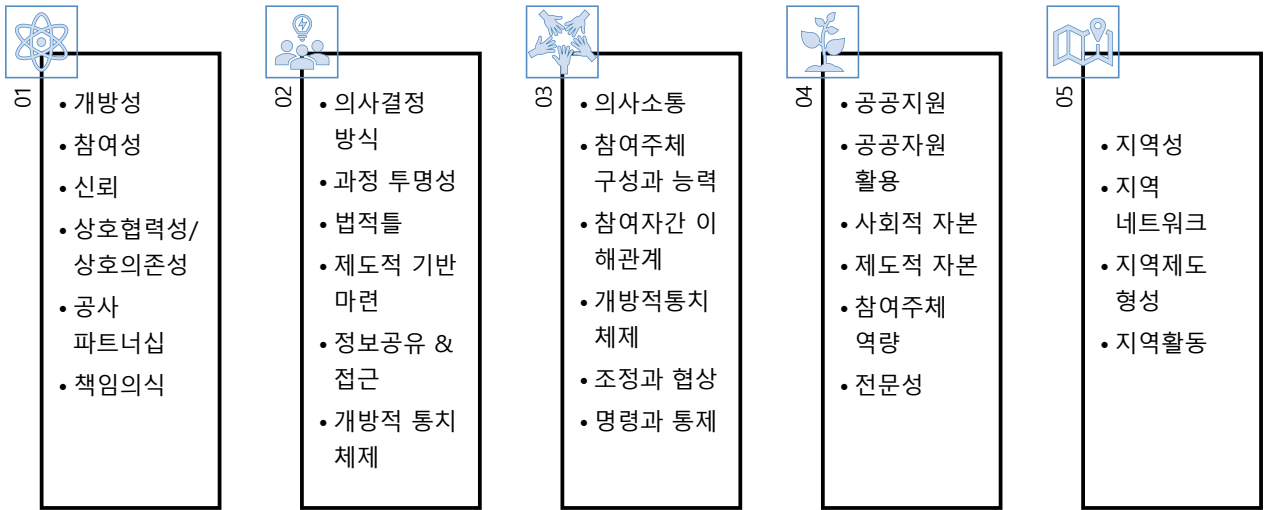 01
• 개방성
• 참여성
• 신뢰
• 상호협력성/
상호의존성
• 공사
파트너십
• 책임의식
02
• 의사결정
방식
• 과정 투명성
• 법적틀
• 제도적 기반
마련
• 정보공유 &
접근
• 개방적 통치
체제
03
• 의사소통
• 참여주체
구성과 능력
• 참여자간 이
해관계
• 개방적통치
체제
• 조정과 협상
• 명령과 통제
04
• 공공지원
• 공공자원
활용
• 사회적 자본
• 제도적 자본
• 참여주체
역량
• 전문성
05
• 지역성
• 지역
네트워크
• 지역제도
형성
• 지역활동